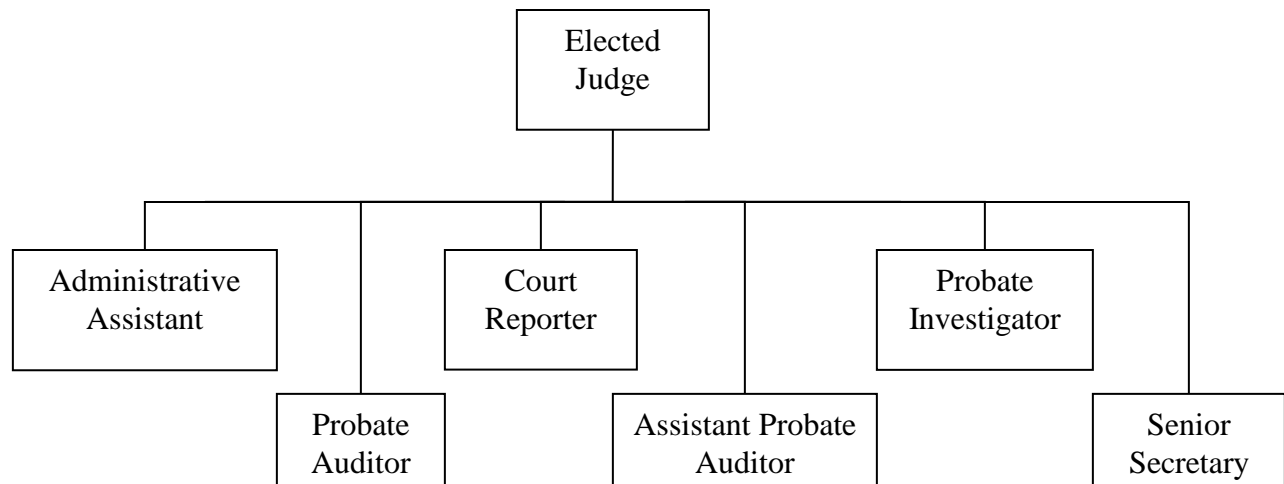 Elected
Judge
Administrative
Assistant
Court
Reporter
Probate
Investigator
Probate
Auditor
Assistant Probate
Auditor
Senior
Secretary